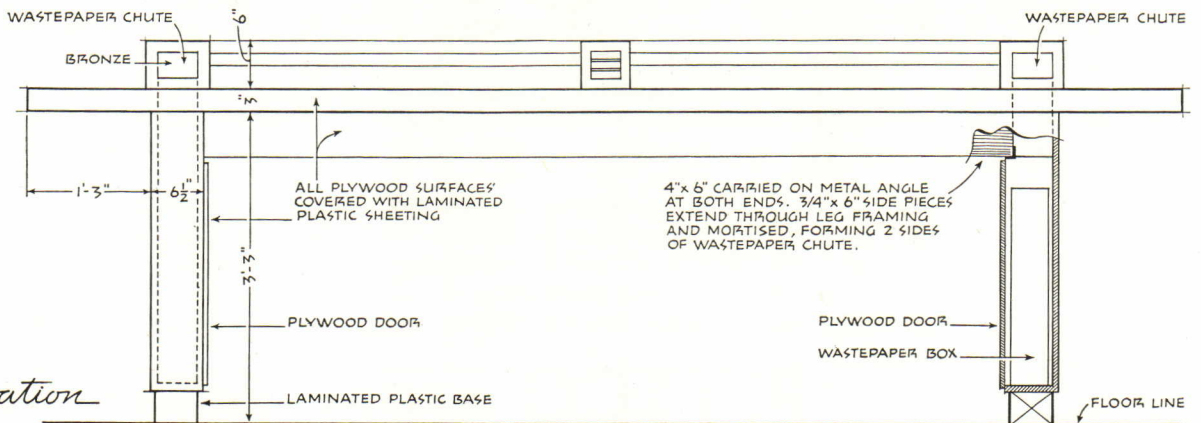 WASTEPAPER CHUTE
BRONZE
6"
WASTEPAPER CHUTE
3"
1'-3"
6½"
3'-3"
ALL PLYWOOD SURFACES
COVERED WITH LAMINATED
PLASTIC SHEETING
4"x 6" CARRIED ON METAL ANGLE
AT BOTH ENDS. 3/4"x 6" SIDE PIECES
EXTEND THROUGH LEG FRAMING
AND MORTISED, FORMING 2 SIDES
OF WASTEPAPER CHUTE.
PLYWOOD DOOR
PLYWOOD DOOR
WASTEPAPER BOX
LAMINATED PLASTIC BASE
FLOOR LINE
ation